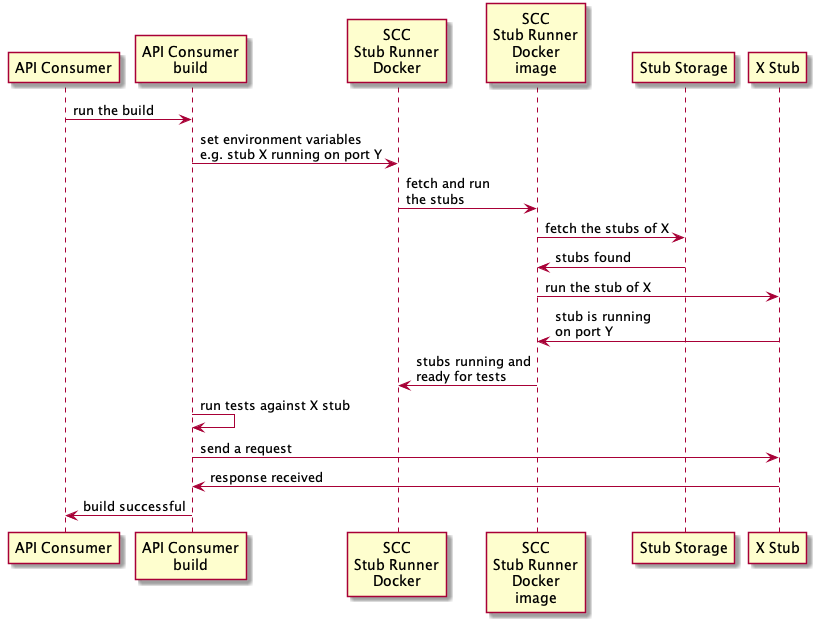 API Consumer
API Consumer
build
SCC
Stub Runner
Docker
SCC
Stub Runner
Docker
image
Stub Storage
X Stub
run the build
set environment variables
e.g. stub X running on port Y
fetch and run
the stubs
fetch the stubs of X
stubs found
run the stub of X
stub is running
on port Y
stubs running and
ready for tests
run tests against X stub
send a request
response received
build successful
API Consumer
API Consumer
build
SCC
Stub Runner
Docker
SCC
Stub Runner
Docker
image
Stub Storage
X Stub